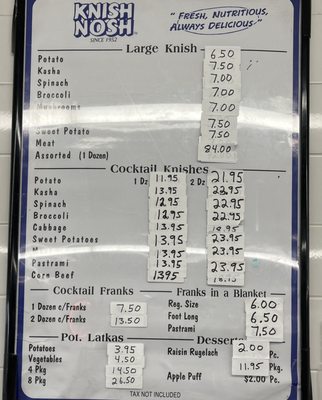 KNISH
NOSH
SINCE 1952
"FRESH, NUTRITIOUS,
ALWAYS DELICIOUS."
Large Knish
Potato 6.50
Kasha 7.50
Spinach 7.00
Broccoli 7.00
Mushrooms 7.00
Sweet Potato 7.50
Meat 7.50
Assorted (1 Dozen) 84.00
Cocktail Knishes
Potato 1 Dz 11.95 2 Dz 21.95
Kasha 13.95 22.95
Spinach 12.95 22.95
Broccoli 12.95 22.95
Cabbage 13.95
Sweet Potatoes 13.95 23.95
13.95 23.95
Pastrami 13.95 23.95
Corn Beef 13.95
Cocktail Franks
1 Dozen c/Franks 7.50
2 Dozen c/Franks 13.50
Franks in a Blanket
Reg. Size 6.00
Foot Long 6.50
Pastrami 7.50
Pot. Latkas
Potatoes 3.95
Vegetables 4.50
4 Pkg 14.50
8 Pkg 26.50
Desserts
Raisin Rugelach 2.00 Pc.
11.95 Pkg.
Apple Puff $2.00 Pc.
TAX NOT INCLUDED